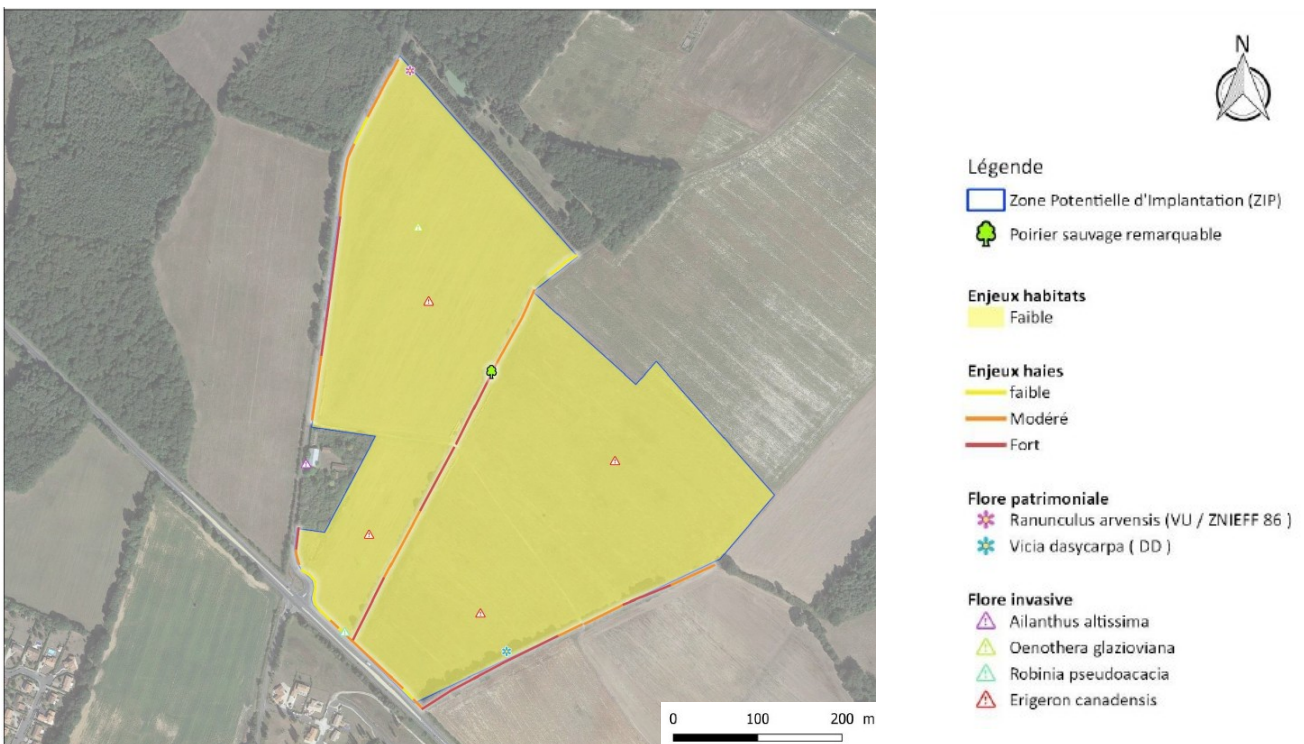 N
Légende
Zone Potentielle d'Implantation (ZIP)
Poirier sauvage remarquable
Enjeux habitats
Faible
Enjeux haies
faible
Modéré
Fort
Flore patrimoniale
Ranunculus arvensis (VU / ZNIEFF 86 )
Vicia dasycarpa ( DD )
Flore invasive
Ailanthus altissima
Oenothera glazioviana
Robinia pseudoacacia
Erigeron canadensis
0 100 200 m